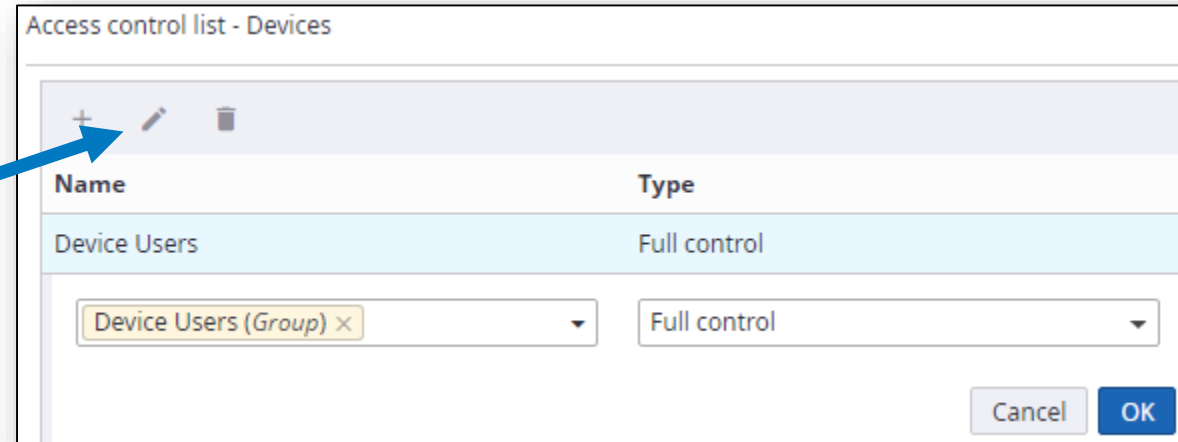 Access control list - Devices
Name Type
Device Users Full control
Device Users (Group) × Full control
Cancel OK